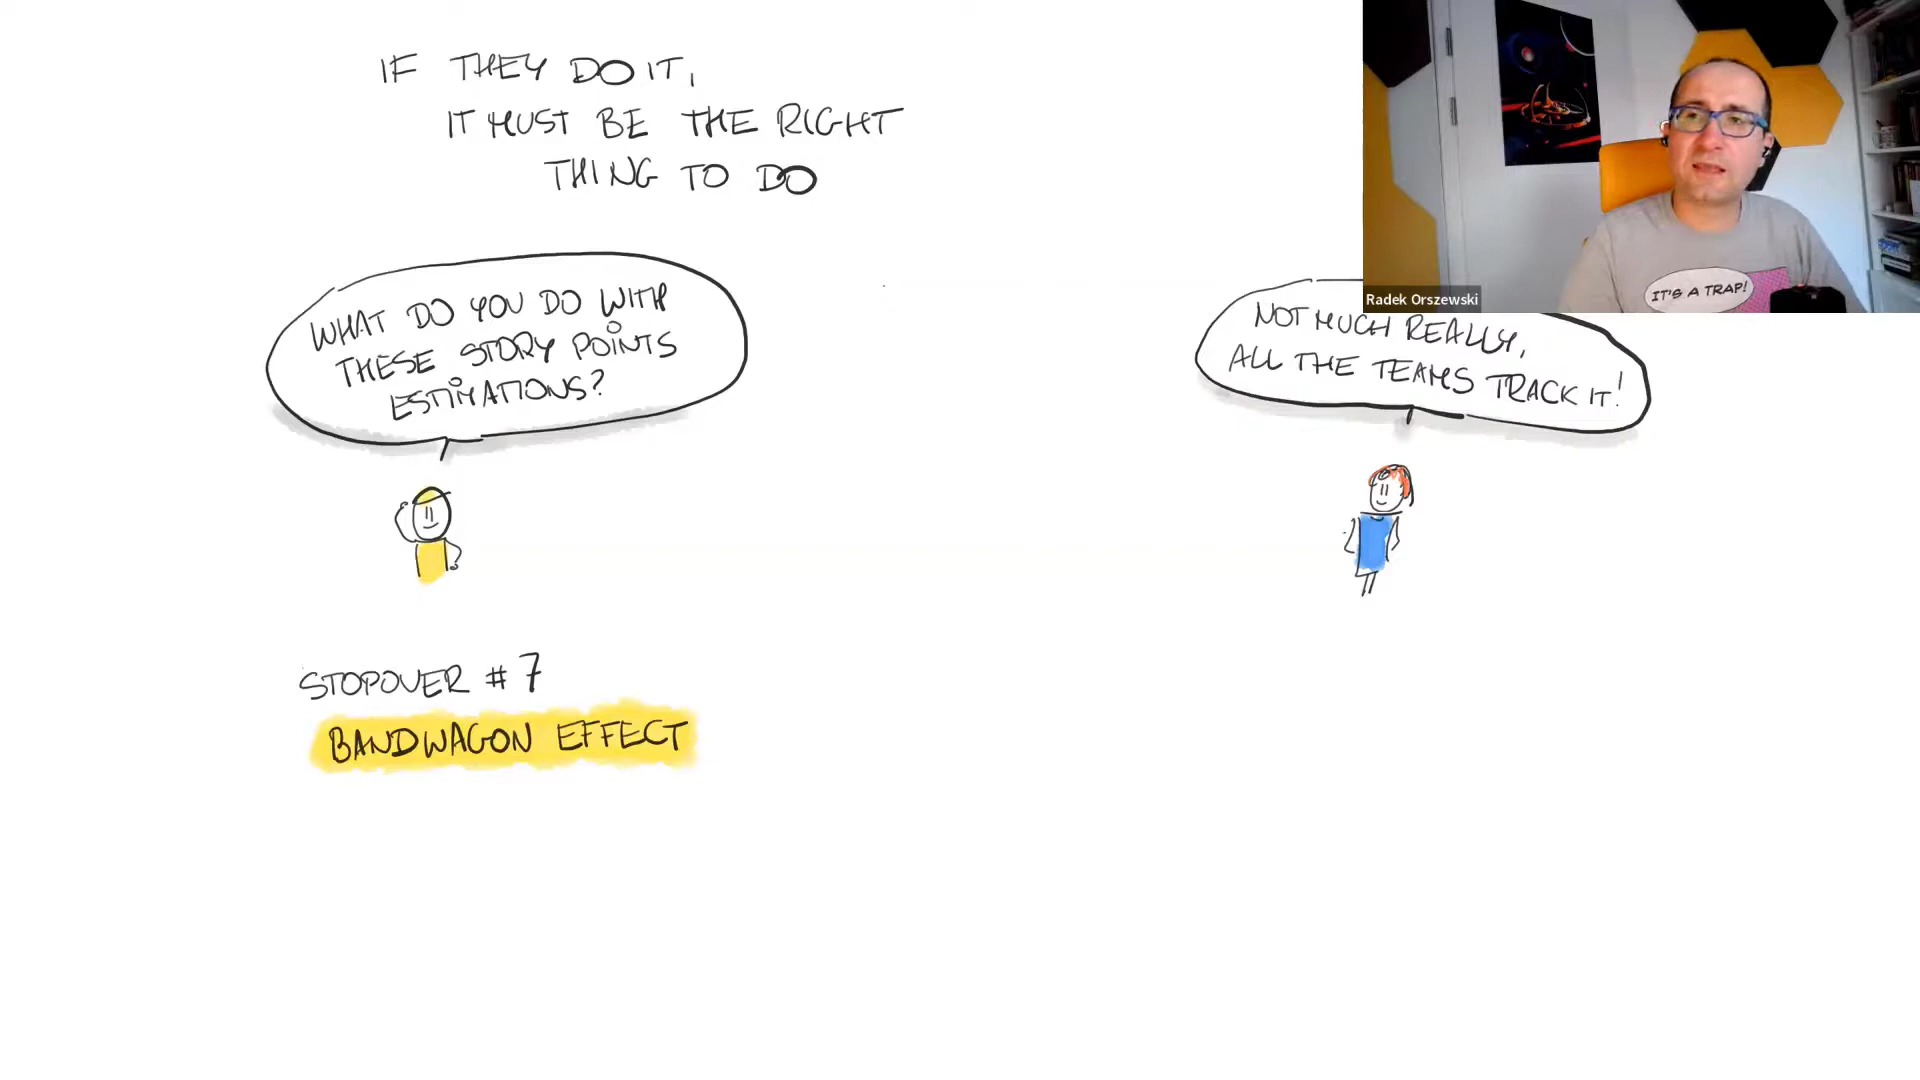 IF THEY DO IT,
IT MUST BE THE RIGHT
THING TO DO
WHAT DO YOU DO WITH
THESE STORY POINTS
ESTIMATIONS?
NOT MUCH REALLY,
ALL THE TEAMS TRACK IT!
STOPOVER # 7
BANDWAGON EFFECT
IT'S A TRAP!
Radek Orszewski